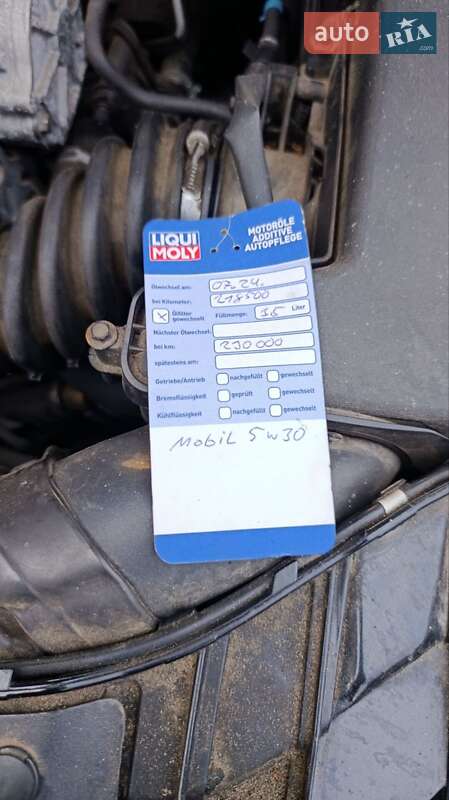 auto RIA .com
LIQUI MOLY
MOTORÖLE
ADDITIVE
AUTOPFLEGE
Ölwechsel am: 07.24.
bei Kilometer: 218500
Ölfilter gewechselt Füllmenge: Liter
Nächster Ölwechsel:
bei km: 230 000
spätestens am:
Getriebe/Antrieb nachgefüllt gewechselt
Bremsflüssigkeit geprüft gewechselt
Kühlflüssigkeit nachgefüllt gewechselt
Mobil 5w30